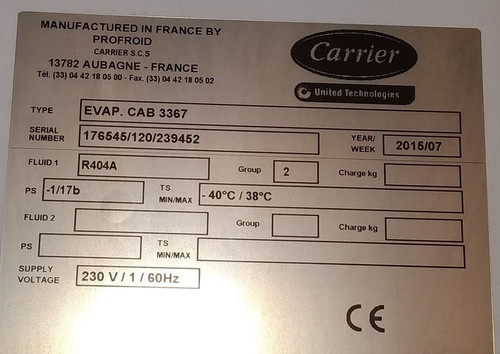 MANUFACTURED IN FRANCE BY
PROFROID
CARRIER S.C.S
13782 AUBAGNE - FRANCE
Tél. (33) 04 42 18 05 00 - Fax. (33) 04 42 18 05 02
Carrier
United Technologies
TYPE EVAP. CAB 3367
SERIAL NUMBER 176545/120/239452 YEAR/ WEEK 2015/07
FLUID 1 R404A Group 2 Charge kg
PS -1/17b TS MIN/MAX - 40°C / 38°C
FLUID 2 Group Charge kg
PS TS MIN/MAX
SUPPLY VOLTAGE 230 V / 1 / 60Hz
CE